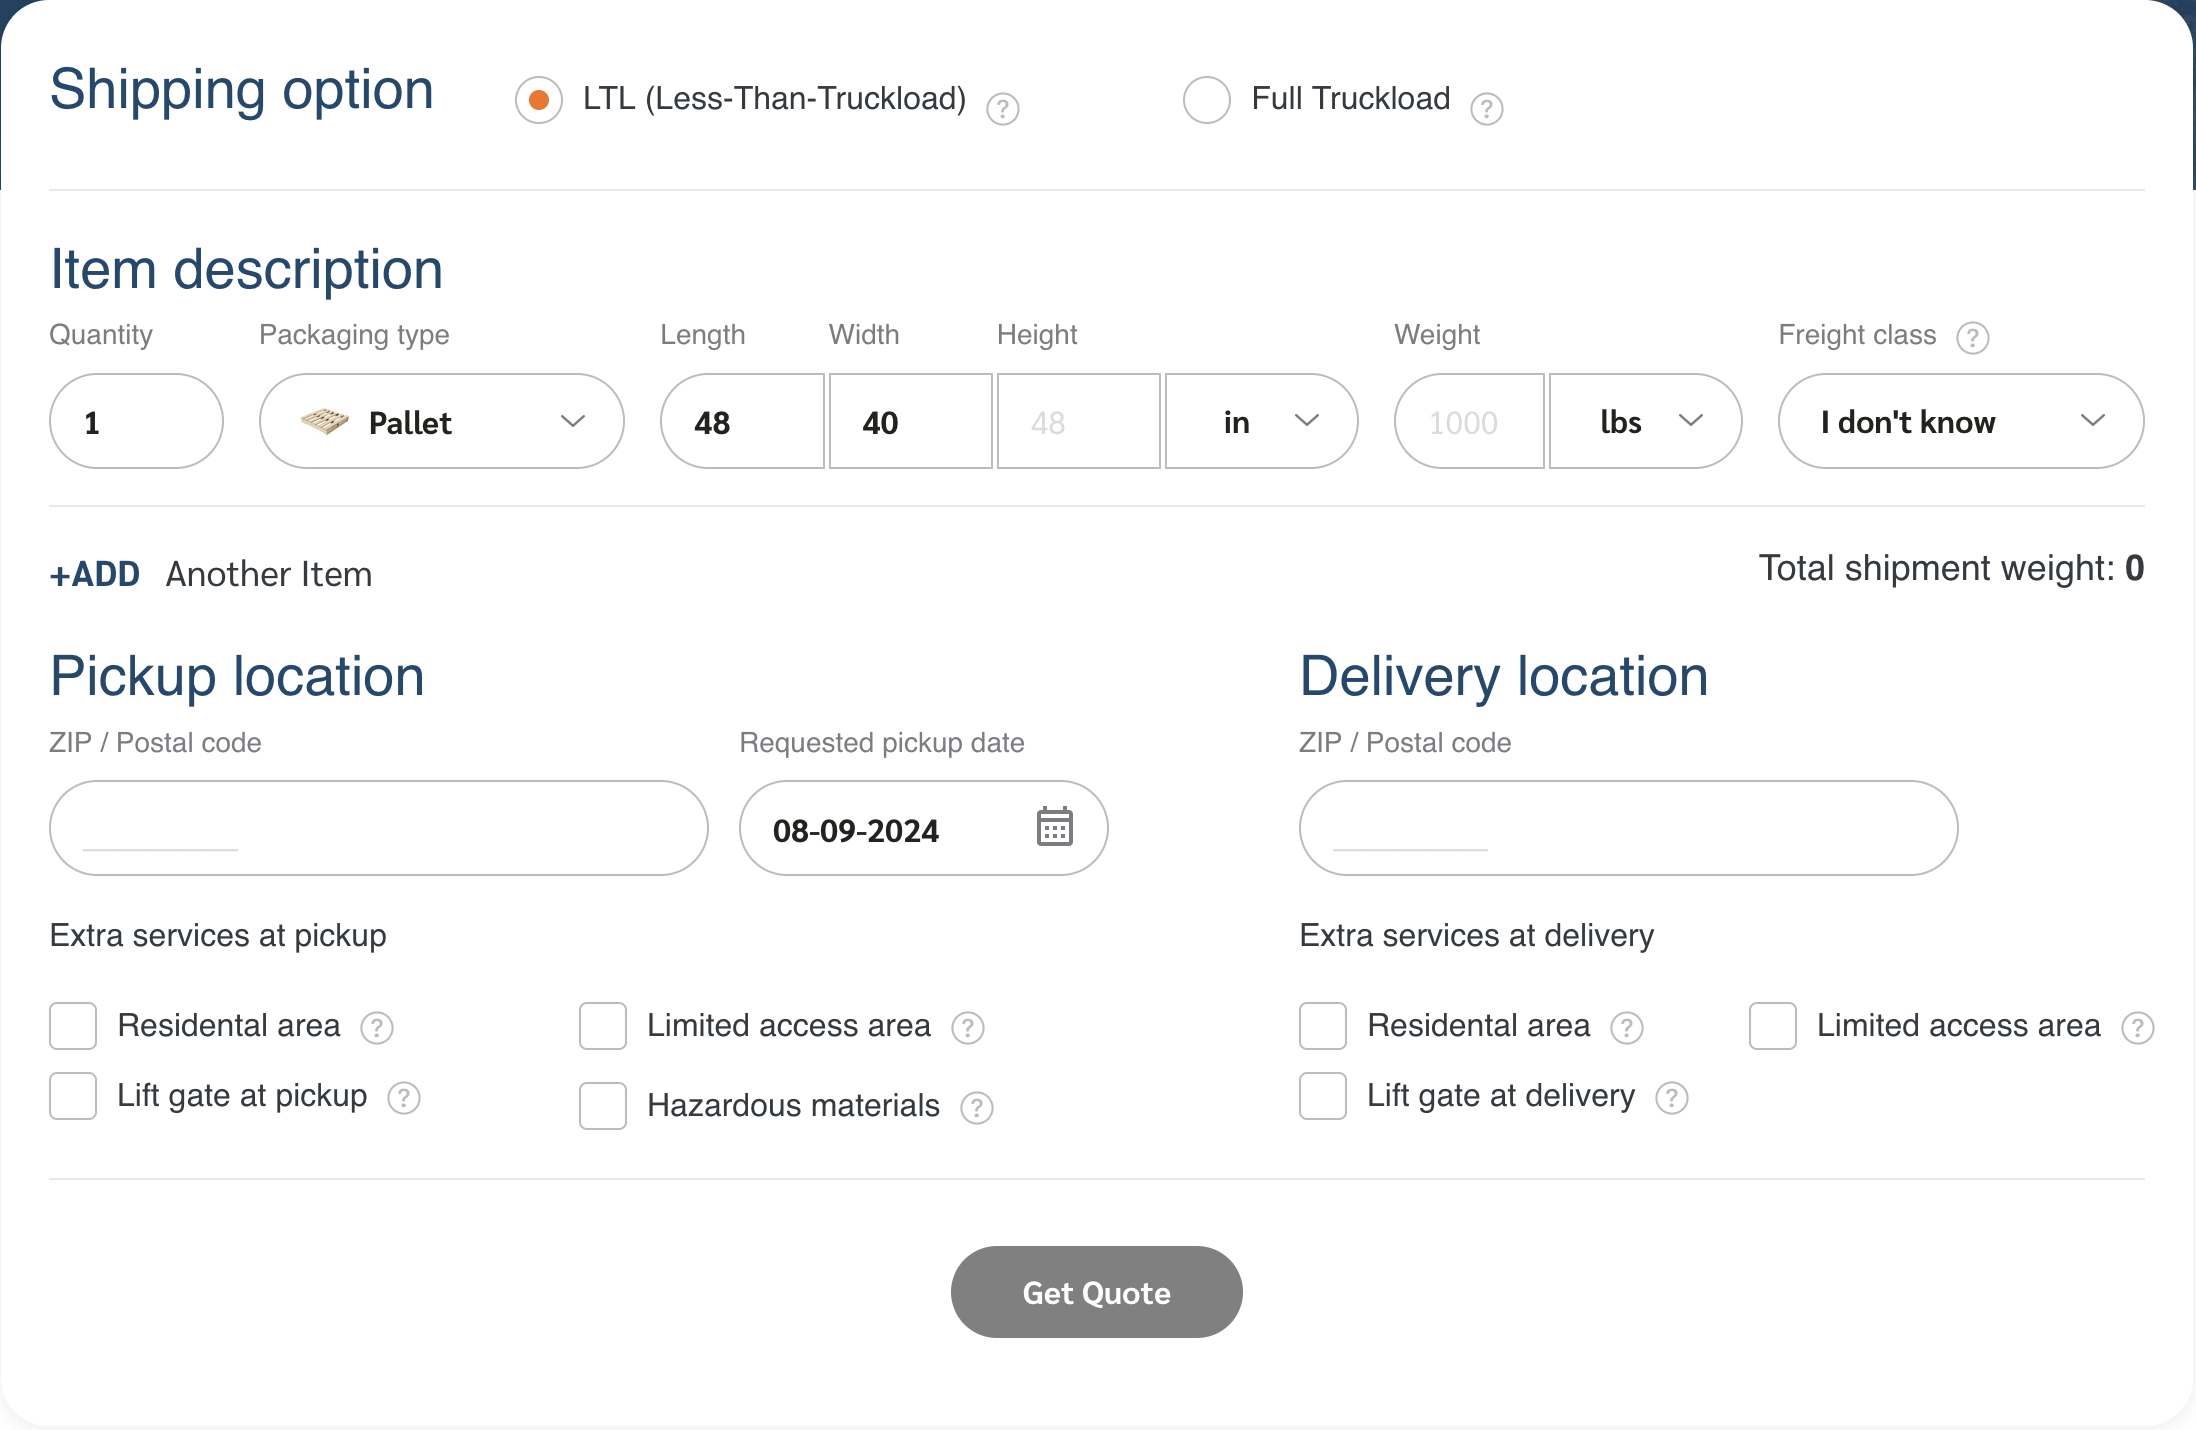 Shipping option
LTL (Less-Than-Truckload) ?
Full Truckload ?
Item description
Quantity Packaging type Length Width Height Weight Freight class ?
1 Pallet 48 40 48 in 1000 lbs I don't know
+ADD Another Item
Total shipment weight: 0
Pickup location
ZIP / Postal code Requested pickup date
08-09-2024
Extra services at pickup
Residental area ? Limited access area ?
Lift gate at pickup ? Hazardous materials ?
Delivery location
ZIP / Postal code
Extra services at delivery
Residental area ? Limited access area ?
Lift gate at delivery ?
Get Quote